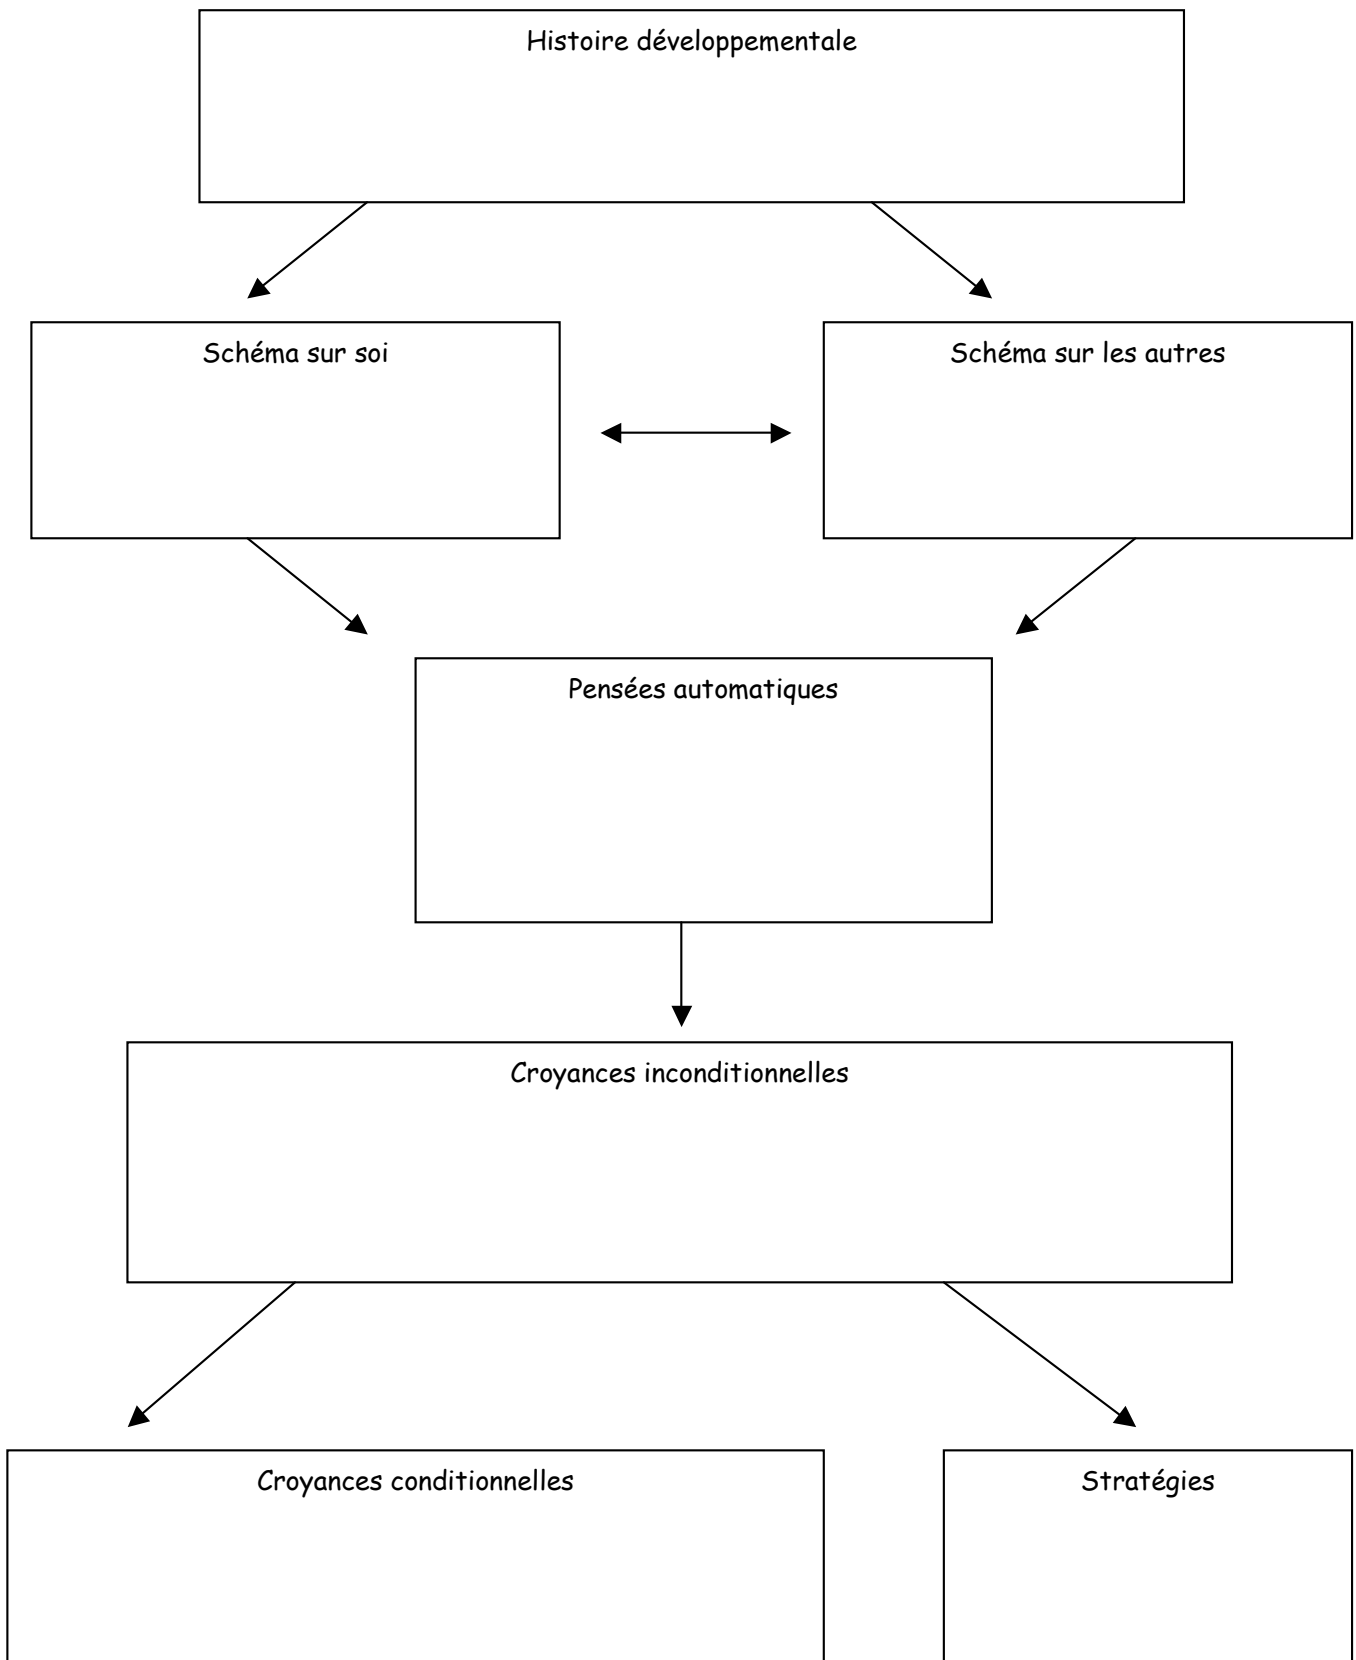 Histoire développementale
Schéma sur soi
Schéma sur les autres
Pensées automatiques
Croyances inconditionnelles
Croyances conditionnelles
Stratégies